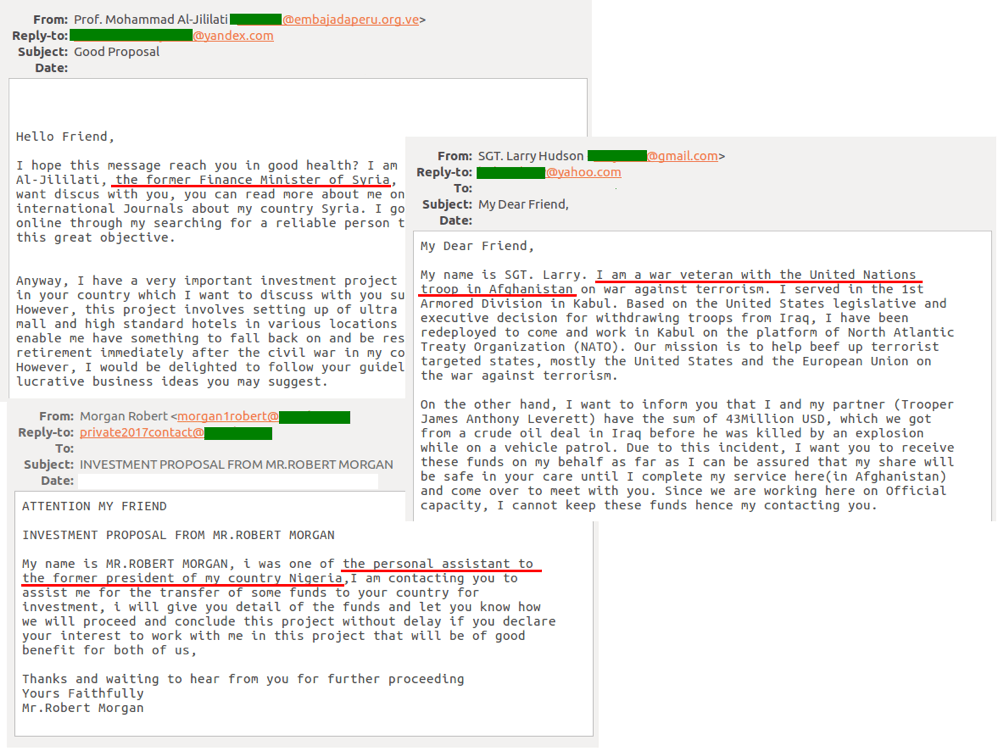 From: Prof. Mohammad Al-Jililati @embajadaperu.org.ve>
Reply-to: @yandex.com
Subject: Good Proposal
Date:
Hello Friend,
I hope this message reach you in good health? I am
Al-Jililati, the former Finance Minister of Syria,
want discus with you, you can read more about me on
international Journals about my country Syria. I go
online through my searching for a reliable person t
this great objective.
Anyway, I have a very important investment project
in your country which I want to discuss with you su
However, this project involves setting up of ultra
mall and high standard hotels in various locations
enable me have something to fall back on and be res
retirement immediately after the civil war in my co
However, I would be delighted to follow your guidel
lucrative business ideas you may suggest.
From: SGT. Larry Hudson @gmail.com>
Reply-to: @yahoo.com
To:
Subject: My Dear Friend,
Date:
My Dear Friend,
My name is SGT. Larry. I am a war veteran with the United Nations
troop in Afghanistan on war against terrorism. I served in the 1st
Armored Division in Kabul. Based on the United States legislative and
executive decision for withdrawing troops from Iraq, I have been
redeployed to come and work in Kabul on the platform of North Atlantic
Treaty Organization (NATO). Our mission is to help beef up terrorist
targeted states, mostly the United States and the European Union on
the war against terrorism.
On the other hand, I want to inform you that I and my partner (Trooper
James Anthony Leverett) have the sum of 43Million USD, which we got
from a crude oil deal in Iraq before he was killed by an explosion
while on a vehicle patrol. Due to this incident, I want you to receive
these funds on my behalf as far as I can be assured that my share will
be safe in your care until I complete my service here(in Afghanistan)
and come over to meet with you. Since we are working here on Official
capacity, I cannot keep these funds hence my contacting you.
From: Morgan Robert <morgan1robert@
Reply-to: private2017contact@
To:
Subject: INVESTMENT PROPOSAL FROM MR.ROBERT MORGAN
Date:
ATTENTION MY FRIEND
INVESTMENT PROPOSAL FROM MR.ROBERT MORGAN
My name is MR.ROBERT MORGAN, i was one of the personal assistant to
the former president of my country Nigeria,I am contacting you to
assist me for the transfer of some funds to your country for
investment, i will give you detail of the funds and let you know how
we will proceed and conclude this project without delay if you declare
your interest to work with me in this project that will be of good
benefit for both of us,
Thanks and waiting to hear from you for further proceeding
Yours Faithfully
Mr.Robert Morgan